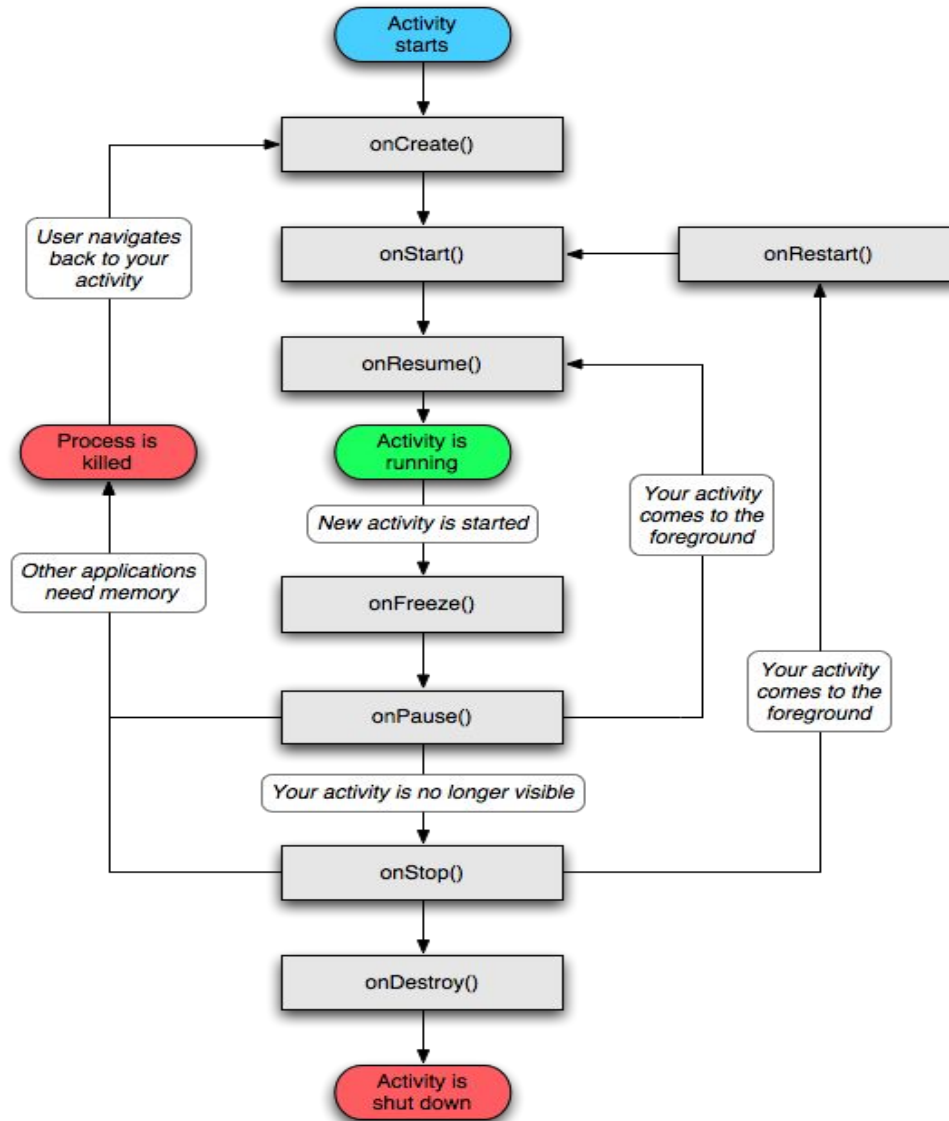 Activity
starts
onCreate()
User navigates
back to your
activity
onStart()
onRestart()
onResume()
Process is
killed
Activity is
running
Your activity
comes to the
foreground
New activity is started
Other applications
need memory
onFreeze()
Your activity
comes to the
foreground
onPause()
Your activity is no longer visible
onStop()
onDestroy()
Activity is
shut down